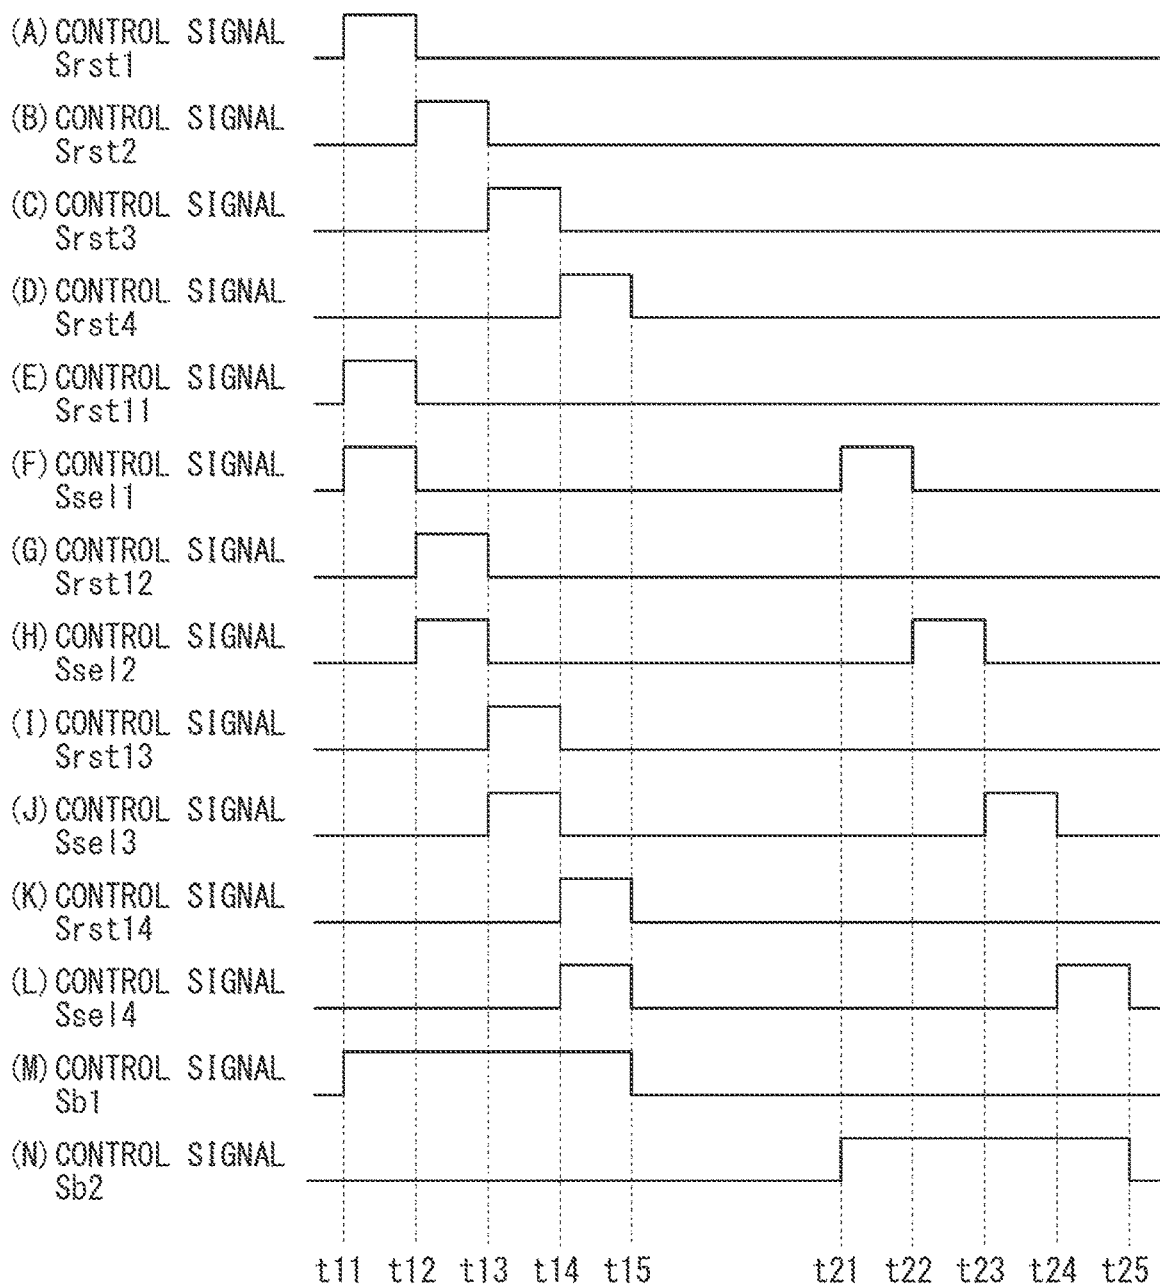 (A) CONTROL SIGNAL
Srst1
(B) CONTROL SIGNAL
Srst2
(C) CONTROL SIGNAL
Srst3
(D) CONTROL SIGNAL
Srst4
(E) CONTROL SIGNAL
Srst11
(F) CONTROL SIGNAL
Ssel1
(G) CONTROL SIGNAL
Srst12
(H) CONTROL SIGNAL
Ssel2
(I) CONTROL SIGNAL
Srst13
(J) CONTROL SIGNAL
Ssel3
(K) CONTROL SIGNAL
Srst14
(L) CONTROL SIGNAL
Ssel4
(M) CONTROL SIGNAL
Sb1
(N) CONTROL SIGNAL
Sb2
t11 t12 t13 t14 t15 t21 t22 t23 t24 t25